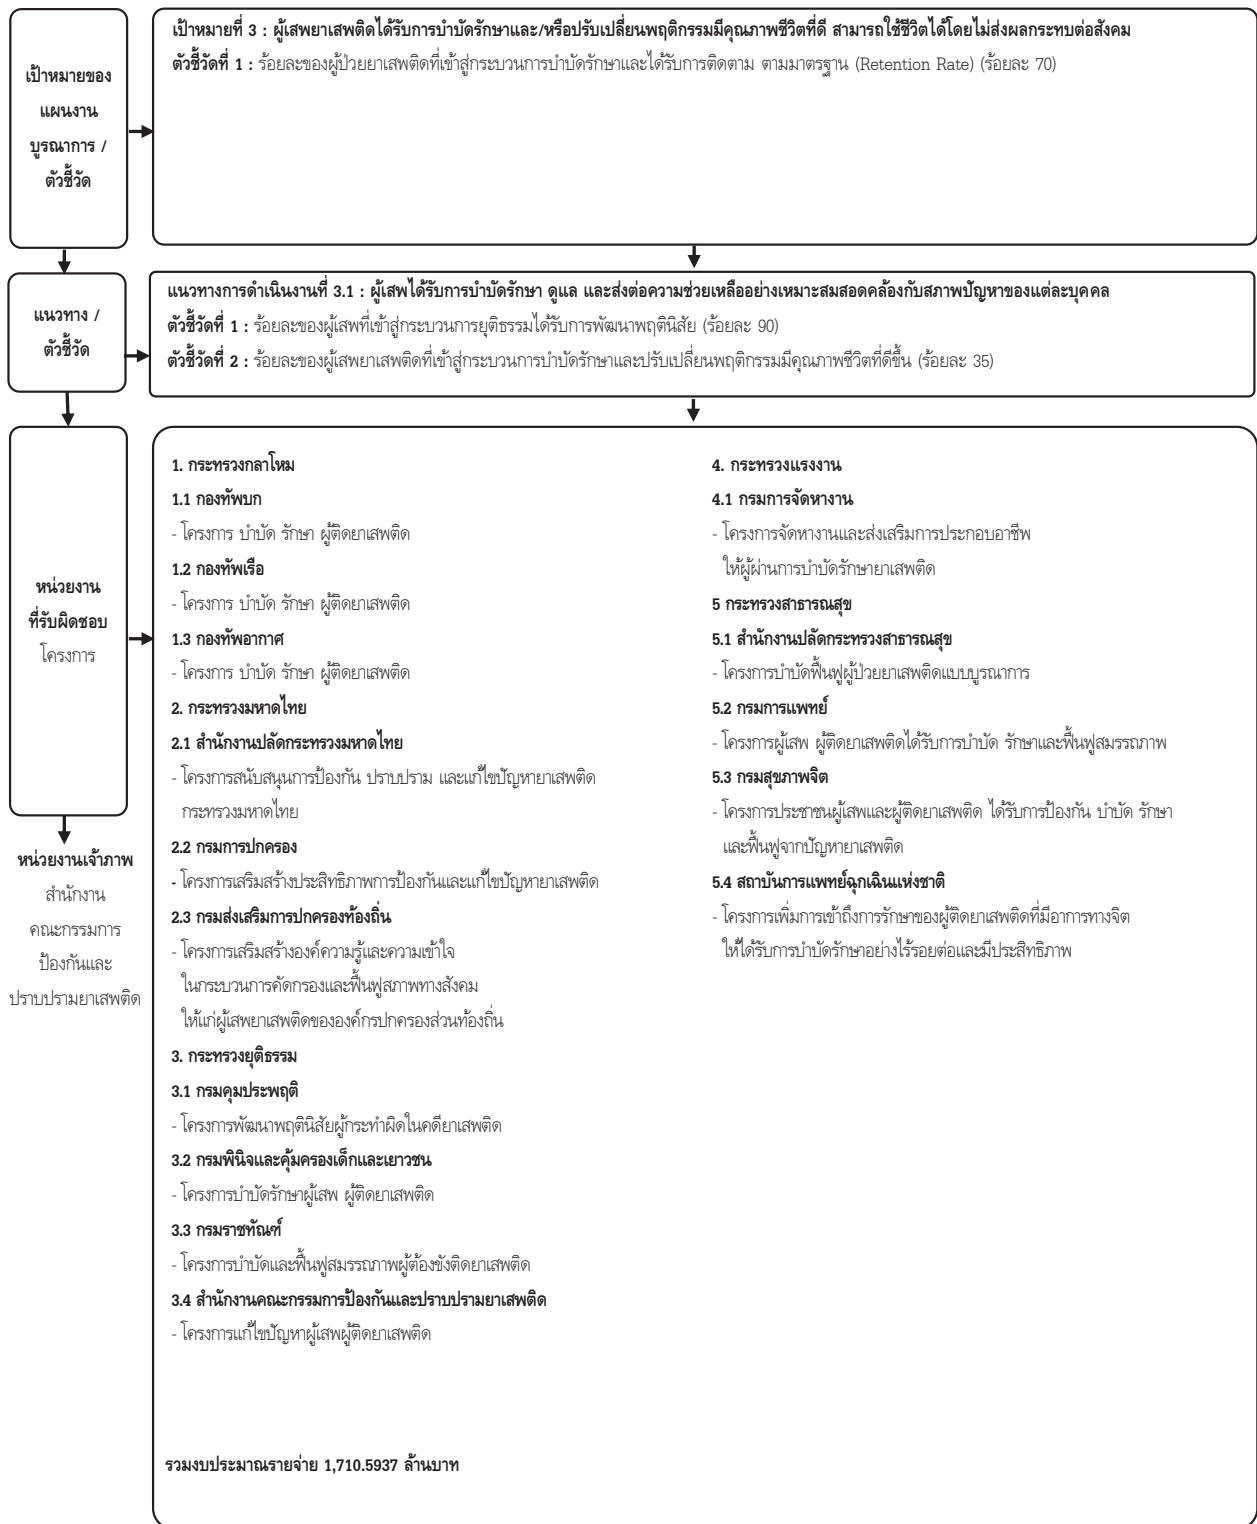 เป้าหมายของ
แผนงาน
บูรณาการ /
ตัวชี้วัด
เป้าหมายที่ 3 : ผู้เสพยาเสพติดได้รับการบำบัดรักษาและ/หรือปรับเปลี่ยนพฤติกรรมมีคุณภาพชีวิตที่ดี สามารถใช้ชีวิตได้โดยไม่ส่งผลกระทบต่อสังคม
ตัวชี้วัดที่ 1 : ร้อยละของผู้ป่วยยาเสพติดที่เข้าสู่กระบวนการบำบัดรักษาและได้รับการติดตาม ตามมาตรฐาน (Retention Rate) (ร้อยละ 70)
แนวทาง /
ตัวชี้วัด
แนวทางการดำเนินงานที่ 3.1 : ผู้เสพได้รับการบำบัดรักษา ดูแล และส่งต่อความช่วยเหลืออย่างเหมาะสมสอดคล้องกับสภาพปัญหาของแต่ละบุคคล
ตัวชี้วัดที่ 1 : ร้อยละของผู้เสพที่เข้าสู่กระบวนการยุติธรรมได้รับการพัฒนาพฤตินิสัย (ร้อยละ 90)
ตัวชี้วัดที่ 2 : ร้อยละของผู้เสพยาเสพติดที่เข้าสู่กระบวนการบำบัดรักษาและปรับเปลี่ยนพฤติกรรมมีคุณภาพชีวิตที่ดีขึ้น (ร้อยละ 35)
หน่วยงาน
ที่รับผิดชอบ
โครงการ
หน่วยงานเจ้าภาพ
สำนักงาน
คณะกรรมการ
ป้องกันและ
ปราบปรามยาเสพติด
1. กระทรวงกลาโหม
1.1 กองทัพบก
- โครงการ บำบัด รักษา ผู้ติดยาเสพติด
1.2 กองทัพเรือ
- โครงการ บำบัด รักษา ผู้ติดยาเสพติด
1.3 กองทัพอากาศ
- โครงการ บำบัด รักษา ผู้ติดยาเสพติด
2. กระทรวงมหาดไทย
2.1 สำนักงานปลัดกระทรวงมหาดไทย
- โครงการสนับสนุนการป้องกัน ปราบปราม และแก้ไขปัญหายาเสพติด
กระทรวงมหาดไทย
2.2 กรมการปกครอง
- โครงการเสริมสร้างประสิทธิภาพการป้องกันและแก้ไขปัญหายาเสพติด
2.3 กรมส่งเสริมการปกครองท้องถิ่น
- โครงการเสริมสร้างองค์ความรู้และความเข้าใจ
ในกระบวนการคัดกรองและฟื้นฟูสภาพทางสังคม
ให้แก่ผู้เสพยาเสพติดขององค์กรปกครองส่วนท้องถิ่น
3. กระทรวงยุติธรรม
3.1 กรมคุมประพฤติ
- โครงการพัฒนาพฤตินิสัยผู้กระทำผิดในคดียาเสพติด
3.2 กรมพินิจและคุ้มครองเด็กและเยาวชน
- โครงการบำบัดรักษาผู้เสพ ผู้ติดยาเสพติด
3.3 กรมราชทัณฑ์
- โครงการบำบัดและฟื้นฟูสมรรถภาพผู้ต้องขังติดยาเสพติด
3.4 สำนักงานคณะกรรมการป้องกันและปราบปรามยาเสพติด
- โครงการแก้ไขปัญหาผู้เสพผู้ติดยาเสพติด
4. กระทรวงแรงงาน
4.1 กรมการจัดหางาน
- โครงการจัดหางานและส่งเสริมการประกอบอาชีพ
ให้ผู้ผ่านการบำบัดรักษายาเสพติด
5 กระทรวงสาธารณสุข
5.1 สำนักงานปลัดกระทรวงสาธารณสุข
- โครงการบำบัดฟื้นฟูผู้ป่วยยาเสพติดแบบบูรณาการ
5.2 กรมการแพทย์
- โครงการผู้เสพ ผู้ติดยาเสพติดได้รับการบำบัด รักษาและฟื้นฟูสมรรถภาพ
5.3 กรมสุขภาพจิต
- โครงการประชาชนผู้เสพและผู้ติดยาเสพติด ได้รับการป้องกัน บำบัด รักษา
และฟื้นฟูจากปัญหายาเสพติด
5.4 สถาบันการแพทย์ฉุกเฉินแห่งชาติ
- โครงการเพิ่มการเข้าถึงการรักษาของผู้ติดยาเสพติดที่มีอาการทางจิต
ให้ได้รับการบำบัดรักษาอย่างไร้รอยต่อและมีประสิทธิภาพ
รวมงบประมาณรายจ่าย 1,710.5937 ล้านบาท